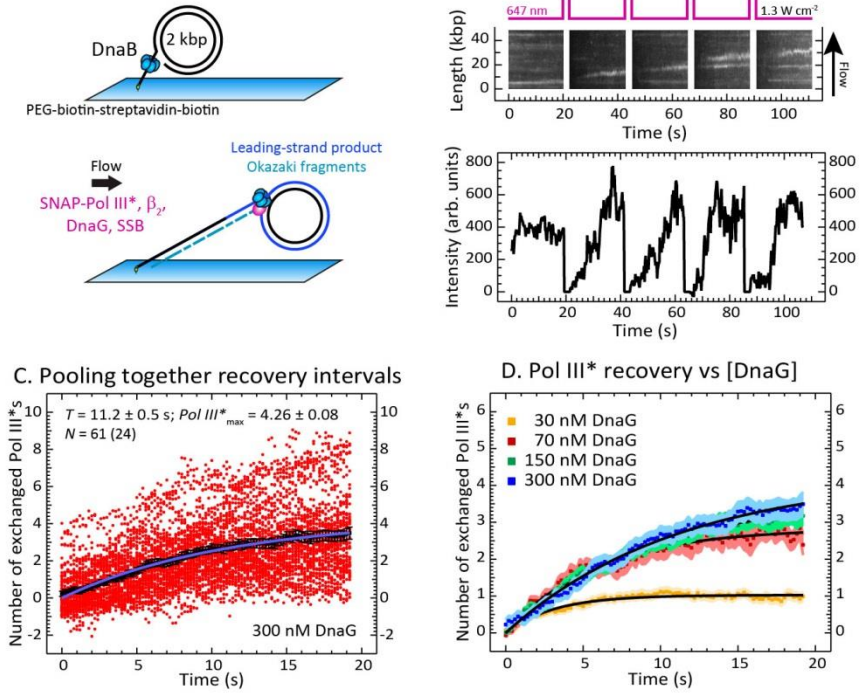 DnaB
2 kbp
PEG-biotin-streptavidin-biotin
Flow
SNAP-Pol III*, β2,
DnaG, SSB
Leading-strand product
Okazaki fragments
647 nm
1.3 W cm-2
Length (kbp)
40
20
0
Flow
0 20 40 60 80 100
Time (s)
Intensity (arb. units)
800 800
600 600
400 400
200 200
0 0
0 20 40 60 80 100
Time (s)
C. Pooling together recovery intervals
Number of exchanged Pol III*s
T = 11.2 ± 0.5 s; Pol III*max = 4.26 ± 0.08
N = 61 (24)
10 10
8 8
6 6
4 4
2 2
0 0
-2 -2
300 nM DnaG
0 5 10 15 20
Time (s)
D. Pol III* recovery vs [DnaG]
Number of exchanged Pol III*s
30 nM DnaG
70 nM DnaG
150 nM DnaG
300 nM DnaG
6 6
5 5
4 4
3 3
2 2
1 1
0 0
0 5 10 15 20
Time (s)